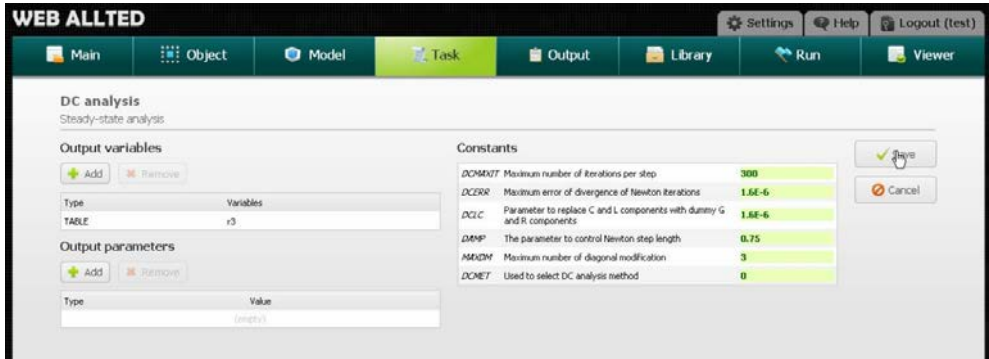 WEB ALLTED
Settings Help Logout (test)
Main Object Model Task Output Library Run Viewer
DC analysis
Steady-state analysis
Output variables
Add Remove
Type Variables
TABLE r3
Output parameters
Add Remove
Type Value
(empty)
Constants
DCMAXIT Maximum number of iterations per step 300
DCERR Maximum error of divergence of Newton iterations 1.6E-6
DCLC Parameter to replace C and L components with dummy G
and R components 1.6E-6
DAMP The parameter to control Newton step length 0.75
MAXDM Maximum number of diagonal modification 3
DCMET Used to select DC analysis method 0
Save
Cancel